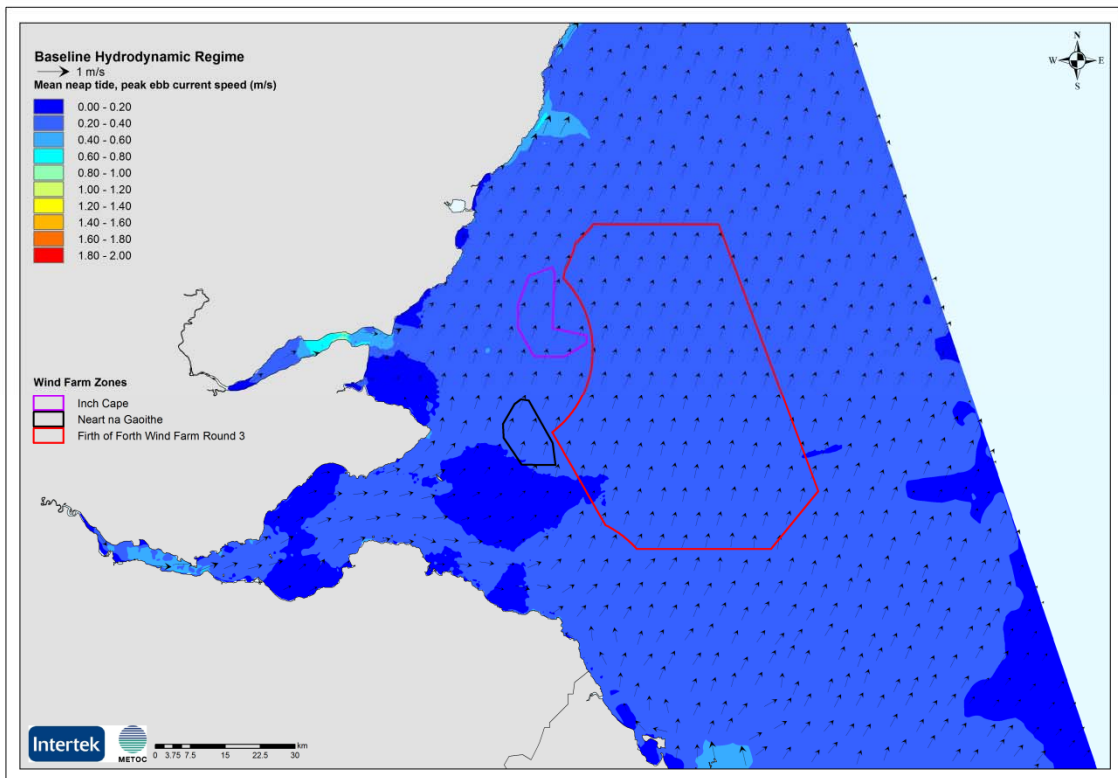 Baseline Hydrodynamic Regime
1 m/s
Mean neap tide, peak ebb current speed (m/s)
0.00 - 0.20
0.20 - 0.40
0.40 - 0.60
0.60 - 0.80
0.80 - 1.00
1.00 - 1.20
1.20 - 1.40
1.40 - 1.60
1.60 - 1.80
1.80 - 2.00
N
W E
S
Wind Farm Zones
Inch Cape
Neart na Gaoithe
Firth of Forth Wind Farm Round 3
Intertek
METOC
km
0 3.75 7.5 15 22.5 30